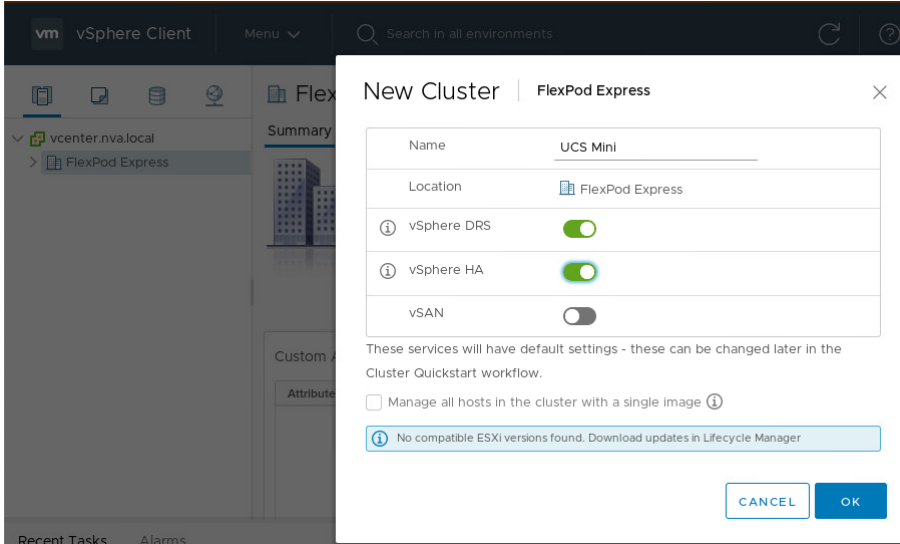 vm vSphere Client Menu Search in all environments
New Cluster FlexPod Express
vcenter.nva.local
FlexPod Express
Flex
Summary
Name UCS Mini
Location FlexPod Express
vSphere DRS
vSphere HA
vSAN
These services will have default settings - these can be changed later in the
Cluster Quickstart workflow.
Manage all hosts in the cluster with a single image
No compatible ESXi versions found. Download updates in Lifecycle Manager
Custom A
Attribute
CANCEL OK
Recent Tasks Alarms